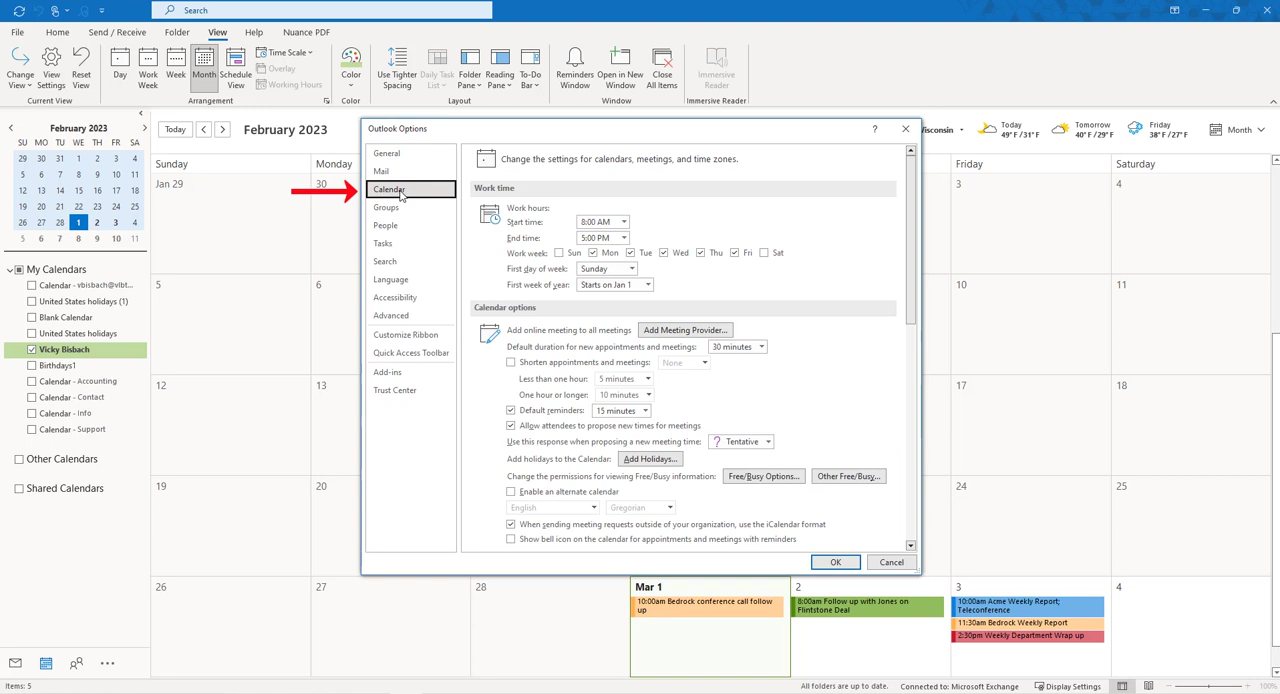 Search
File Home Send / Receive Folder View Help Nuance PDF
Change View View Settings Reset View
Day Work Week Week Month Schedule View
Time Scale
Overlay
Working Hours
Color
Use Tighter Spacing Daily Task List Folder Pane Reading Pane To-Do Bar
Reminders Window Open in New Window Close All Items
Immersive Reader
Current View Arrangement Color Layout Window Immersive Reader
February 2023
SU MO TU WE TH FR SA
29 30 31 1 2 3 4
5 6 7 8 9 10 11
12 13 14 15 16 17 18
19 20 21 22 23 24 25
26 27 28 1 2 3 4
5 6 7 8 9 10 11
My Calendars
Calendar - vbisbach@vlbt...
United States holidays (1)
Blank Calendar
United States holidays
Vicky Bisbach
Birthdays1
Calendar - Accounting
Calendar - Contact
Calendar - Info
Calendar - Support
Other Calendars
Shared Calendars
Today February 2023
Today 49°F/31°F
Tomorrow 40°F/29°F
Friday 38°F/27°F
Month
Sunday Monday Friday Saturday
Jan 29 30 3 4
5 6 10 11
12 13 17 18
19 20 24 25
26 27 28 Mar 1 2 3 4
10:00am Bedrock conference call follow up
8:00am Follow up with Jones on Flintstone Deal
10:00am Acme Weekly Report; Teleconference
11:30am Bedrock Weekly Report
2:30pm Weekly Department Wrap up
Outlook Options
General
Mail
Calendar
Groups
People
Tasks
Search
Language
Accessibility
Advanced
Customize Ribbon
Quick Access Toolbar
Add-ins
Trust Center
Change the settings for calendars, meetings, and time zones.
Work time
Work hours:
Start time: 8:00 AM
End time: 5:00 PM
Work week: Sun Mon Tue Wed Thu Fri Sat
First day of week: Sunday
First week of year: Starts on Jan 1
Calendar options
Add online meeting to all meetings Add Meeting Provider...
Default duration for new appointments and meetings: 30 minutes
Shorten appointments and meetings: None
Less than one hour: 5 minutes
One hour or longer: 10 minutes
Default reminders: 15 minutes
Allow attendees to propose new times for meetings
Use this response when proposing a new meeting time: ? Tentative
Add holidays to the Calendar: Add Holidays...
Change the permissions for viewing Free/Busy information: Free/Busy Options... Other Free/Busy...
Enable an alternate calendar
English Gregorian
When sending meeting requests outside of your organization, use the iCalendar format
Show bell icon on the calendar for appointments and meetings with reminders
OK Cancel
Items: 5
All folders are up to date. Connected to: Microsoft Exchange Display Settings 100%